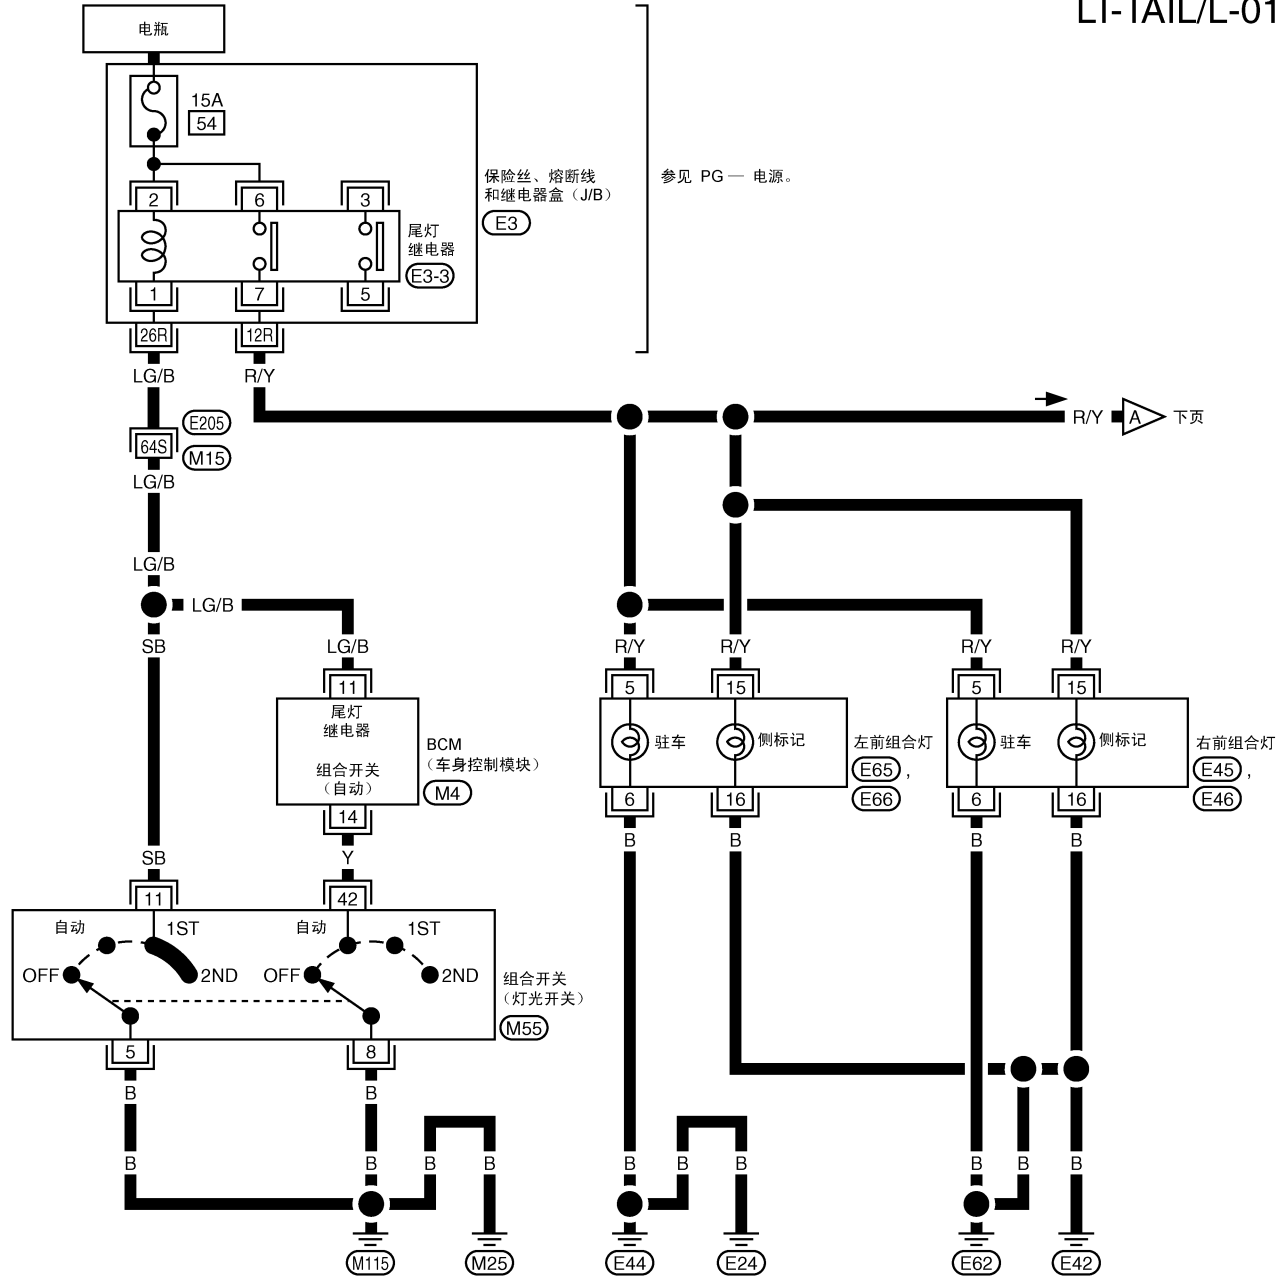 LT-TAIL/L-01
电瓶
15A
54
2
6
3
保险丝、熔断线
和继电器盒（J/B）
E3
参见 PG — 电源。
尾灯
继电器
E3-3
1
7
5
26R
12R
LG/B
R/Y
E205
64S
M15
LG/B
R/Y
A
下页
LG/B
LG/B
SB
LG/B
R/Y
R/Y
R/Y
R/Y
11
5
15
5
15
尾灯
继电器
组合开关
（自动）
BCM
（车身控制模块）
M4
驻车
侧标记
左前组合灯
E65 ,
E66
驻车
侧标记
右前组合灯
E45 ,
E46
14
6
16
6
16
SB
Y
B
B
B
B
11
42
自动
1ST
自动
1ST
OFF
2ND
OFF
2ND
组合开关
（灯光开关）
M55
5
8
B
B
B
B
B
B
B
B
B
B
B
B
M115
M25
E44
E24
E62
E42